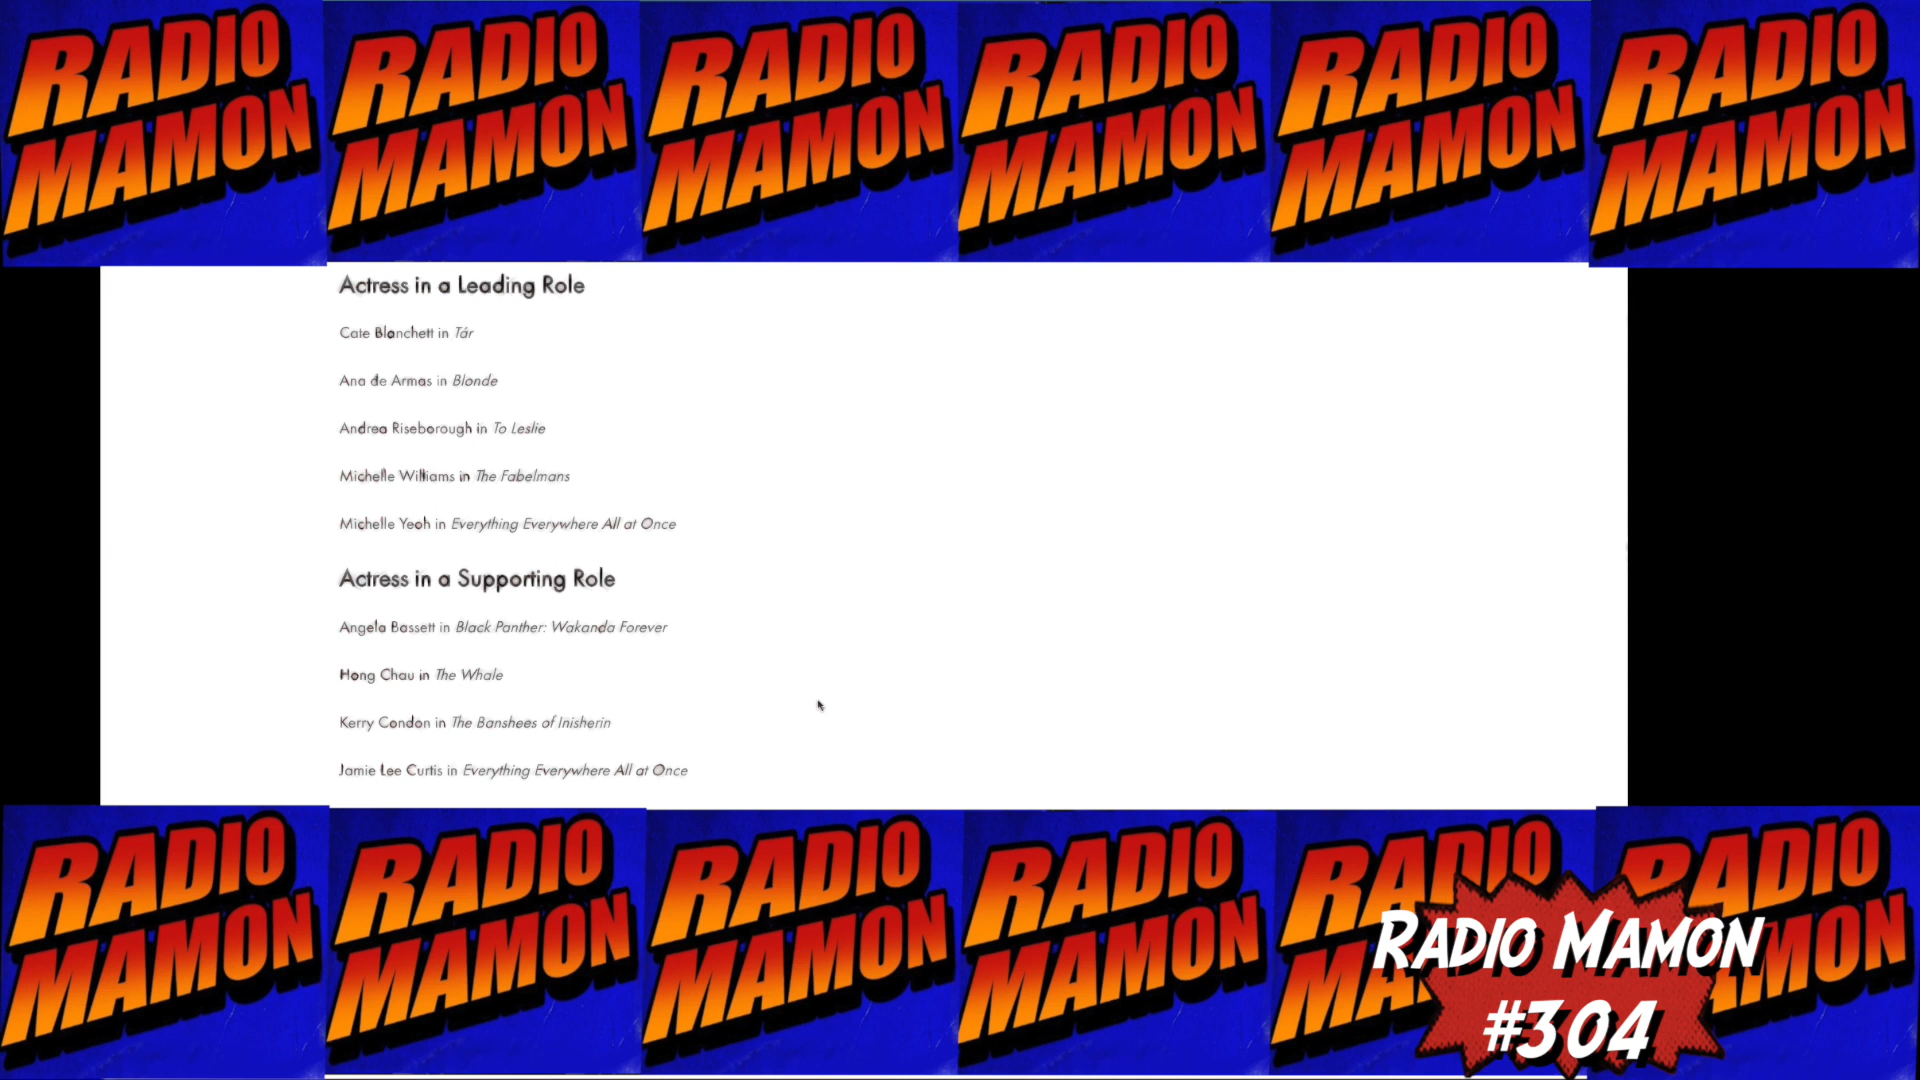 RADIO
MAMON
RADIO
MAMON
RADIO
MAMON
RADIO
MAMON
RADIO
MAMON
RADIO
MAMON
Actress in a Leading Role
Cate Blanchett in Tár
Ana de Armas in Blonde
Andrea Riseborough in To Leslie
Michelle Williams in The Fabelmans
Michelle Yeoh in Everything Everywhere All at Once
Actress in a Supporting Role
Angela Bassett in Black Panther: Wakanda Forever
Hong Chau in The Whale
Kerry Condon in The Banshees of Inisherin
Jamie Lee Curtis in Everything Everywhere All at Once
RADIO
MAMON
RADIO
MAMON
RADIO
MAMON
RADIO
MAMON
RADIO
MA
RADIO
MON
RADIO MAMON
#304